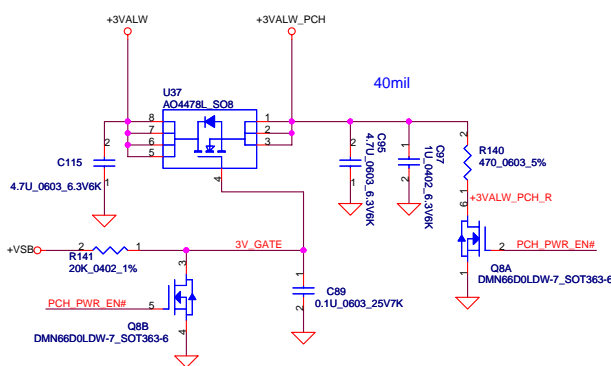 +3VALW
+3VALW_PCH
U37
AO4478L_SO8
40mil
8
7
6
5
1
2
3
4
C115
2
1
4.7U_0603_6.3V6K
C95
4.7U_0603_6.3V6K
2
1
C97
1U_0402_6.3V6K
1
2
2
R140
470_0603_5%
1
+3VALW_PCH_R
6
2
PCH_PWR_EN#
1
Q8A
DMN66D0LDW-7_SOT363-6
+VSB
2
1
R141
20K_0402_1%
3V_GATE
3
PCH_PWR_EN#
5
4
Q8B
DMN66D0LDW-7_SOT363-6
1
C89
0.1U_0603_25V7K
2